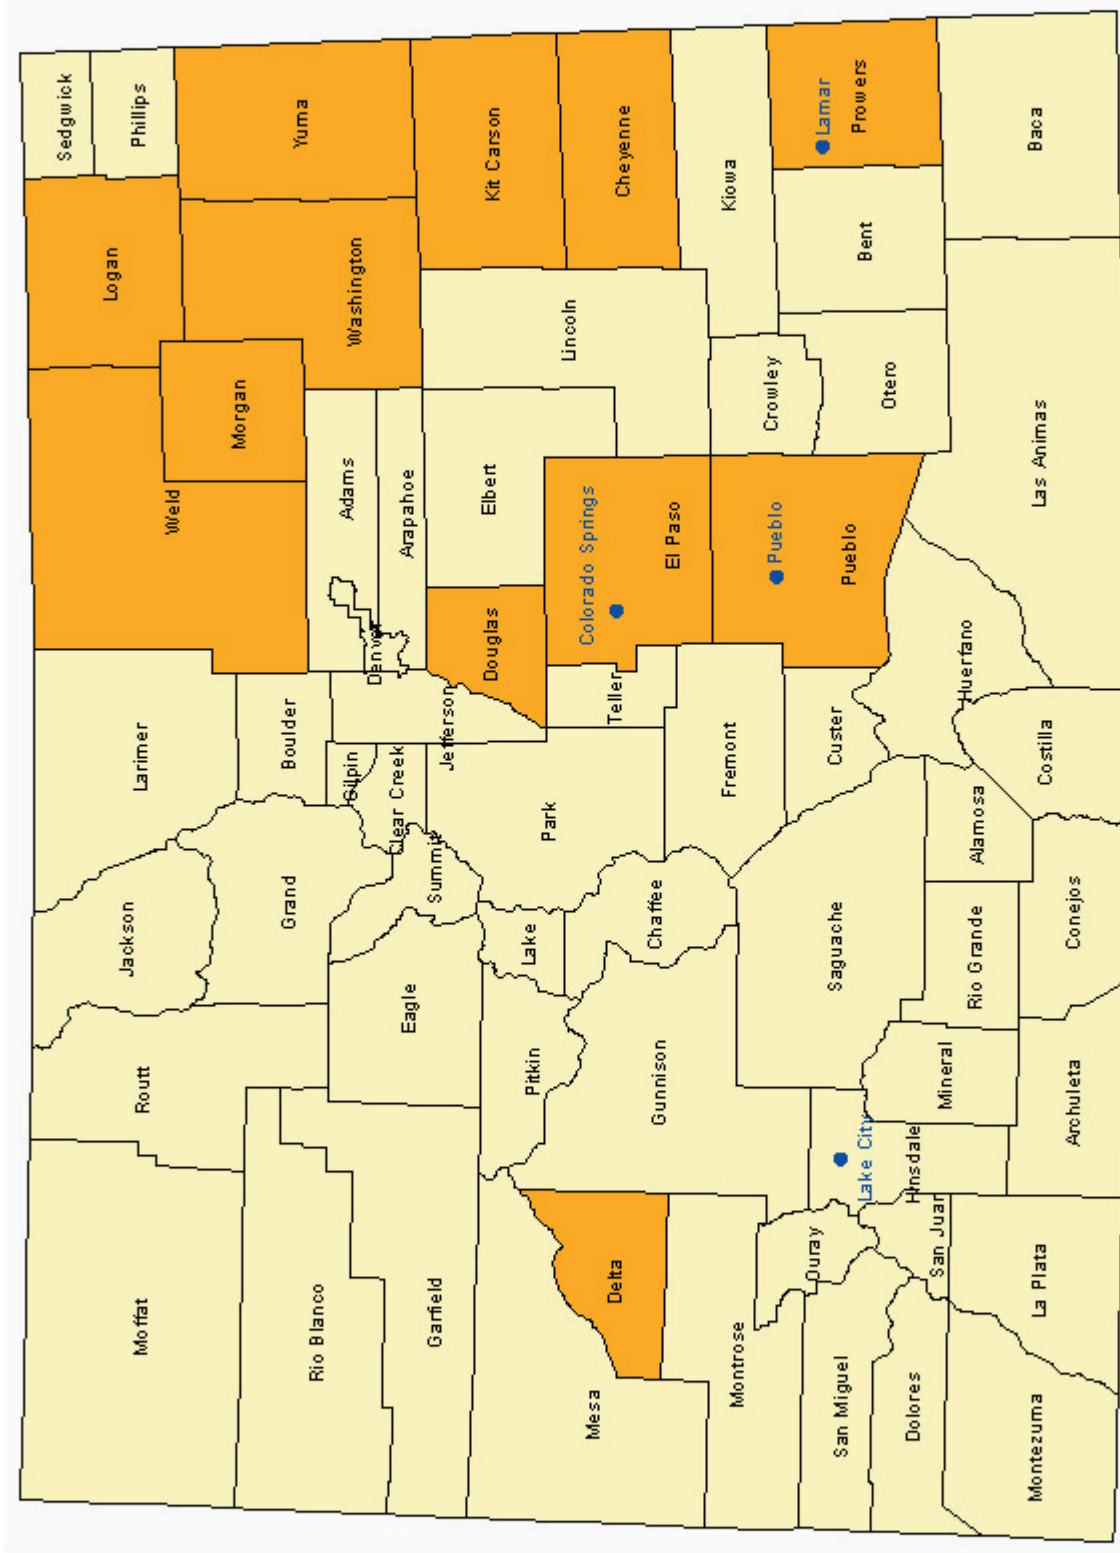 Moffat
Routt
Jackson
Larimer
Weld
Logan
Sedgwick
Phillips
Morgan
Washington
Yuma
Rio Blanco
Grand
Boulder
Garfield
Eagle
Summit
Gilpin
Clear Creek
Jefferson
Denver
Adams
Arapahoe
Mesa
Pitkin
Lake
Park
Douglas
Elbert
Lincoln
Kit Carson
Delta
Gunnison
Chaffee
Teller
Colorado Springs
El Paso
Cheyenne
Montrose
Fremont
Pueblo
Pueblo
Crowley
Kiowa
Ouray
Lake City
Hinsdale
Saguache
Custer
Otero
Bent
Lamar
Prowers
San Miguel
Dolores
San Juan
Mineral
Rio Grande
Alamosa
Huerfano
Las Animas
Baca
Montezuma
La Plata
Archuleta
Conejos
Costilla